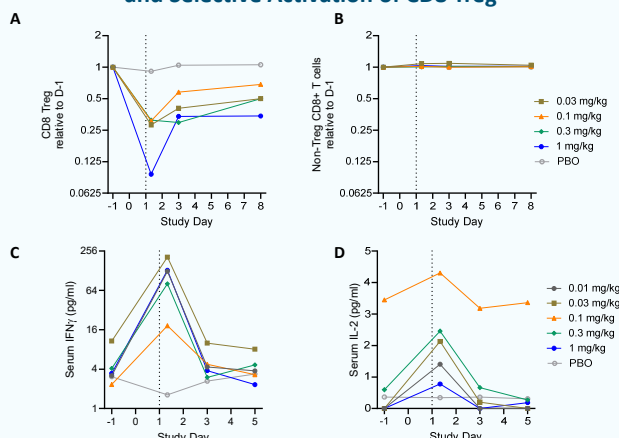 and Selective Activation of CD8 Treg
A
CD8 Treg
relative to D-1
2
1
0.5
0.25
0.125
0.0625
-1 0 1 2 3 4 5 6 7 8
Study Day
B
Non-Treg CD8+ T cells
relative to D-1
2
1
0.5
0.25
0.125
0.0625
-1 0 1 2 3 4 5 6 7 8
Study Day
0.03 mg/kg
0.1 mg/kg
0.3 mg/kg
1 mg/kg
PBO
C
Serum IFNγ (pg/ml)
256
64
16
4
1
-1 0 1 2 3 4 5
Study Day
D
Serum IL-2 (pg/ml)
5
4
3
2
1
0
-1 0 1 2 3 4 5
Study Day
0.01 mg/kg
0.03 mg/kg
0.1 mg/kg
0.3 mg/kg
1 mg/kg
PBO